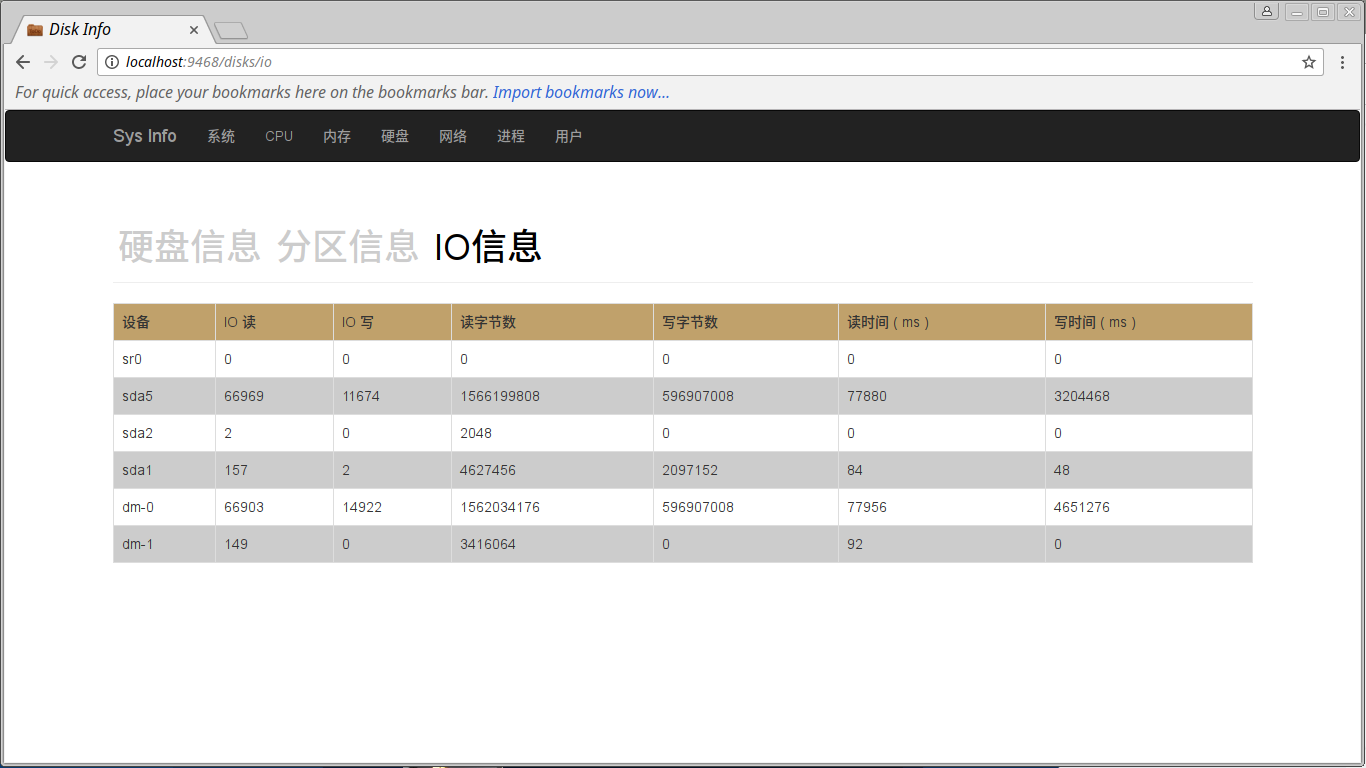 Disk Info
localhost:9468/disks/io
For quick access, place your bookmarks here on the bookmarks bar. Import bookmarks now...
Sys Info 系统 CPU 内存 硬盘 网络 进程 用户
硬盘信息 分区信息 IO信息
设备 IO 读 IO 写 读字节数 写字节数 读时间（ms） 写时间（ms）
sr0 0 0 0 0 0 0
sda5 66969 11674 1566199808 596907008 77880 3204468
sda2 2 0 2048 0 0 0
sda1 157 2 4627456 2097152 84 48
dm-0 66903 14922 1562034176 596907008 77956 4651276
dm-1 149 0 3416064 0 92 0